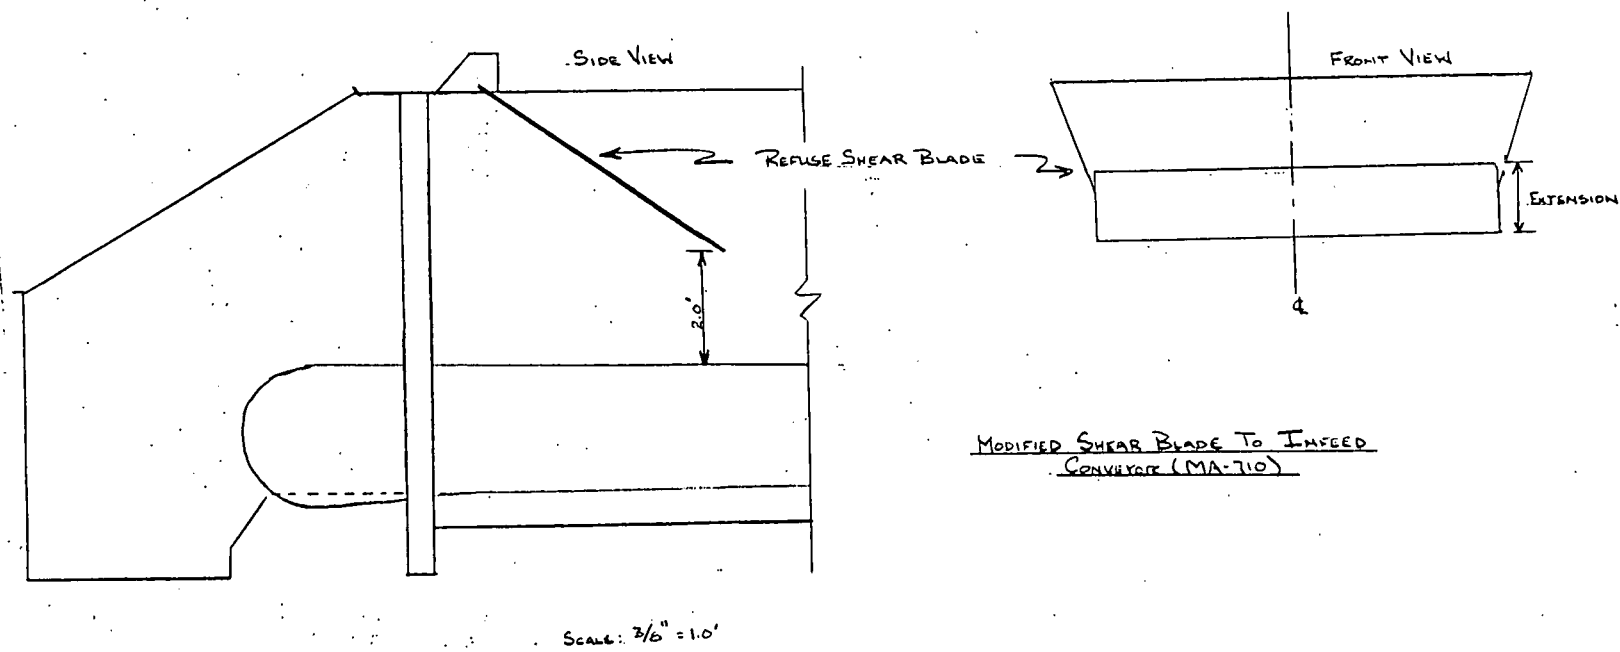 SIDE VIEW
FRONT VIEW
REFUSE SHEAR BLADE
EXTENSION
2.0'
℄
MODIFIED SHEAR BLADE TO INFEED
CONVEYOR (MA-710)
SCALE: 3/8" = 1.0'